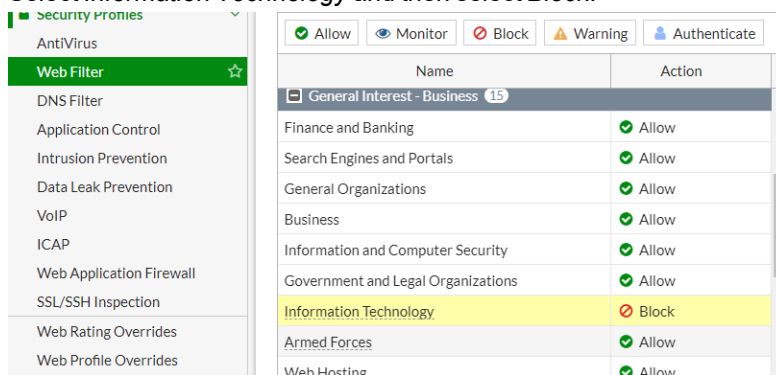 Select Information Technology and then select Block.
Security Profiles
AntiVirus
Web Filter
DNS Filter
Application Control
Intrusion Prevention
Data Leak Prevention
VoIP
ICAP
Web Application Firewall
SSL/SSH Inspection
Web Rating Overrides
Web Profile Overrides
Allow Monitor Block Warning Authenticate
Name Action
General Interest - Business 15
Finance and Banking Allow
Search Engines and Portals Allow
General Organizations Allow
Business Allow
Information and Computer Security Allow
Government and Legal Organizations Allow
Information Technology Block
Armed Forces Allow
Web Hosting Allow